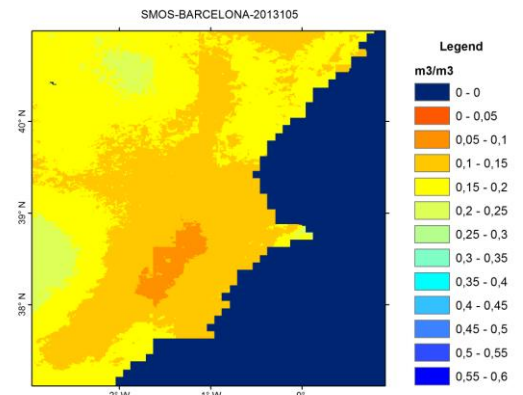 SMOS-BARCELONA-2013105
Legend
m3/m3
0 - 0
0 - 0,05
0,05 - 0,1
0,1 - 0,15
0,15 - 0,2
0,2 - 0,25
0,25 - 0,3
0,3 - 0,35
0,35 - 0,4
0,4 - 0,45
0,45 - 0,5
0,5 - 0,55
0,55 - 0,6
40° N
39° N
38° N